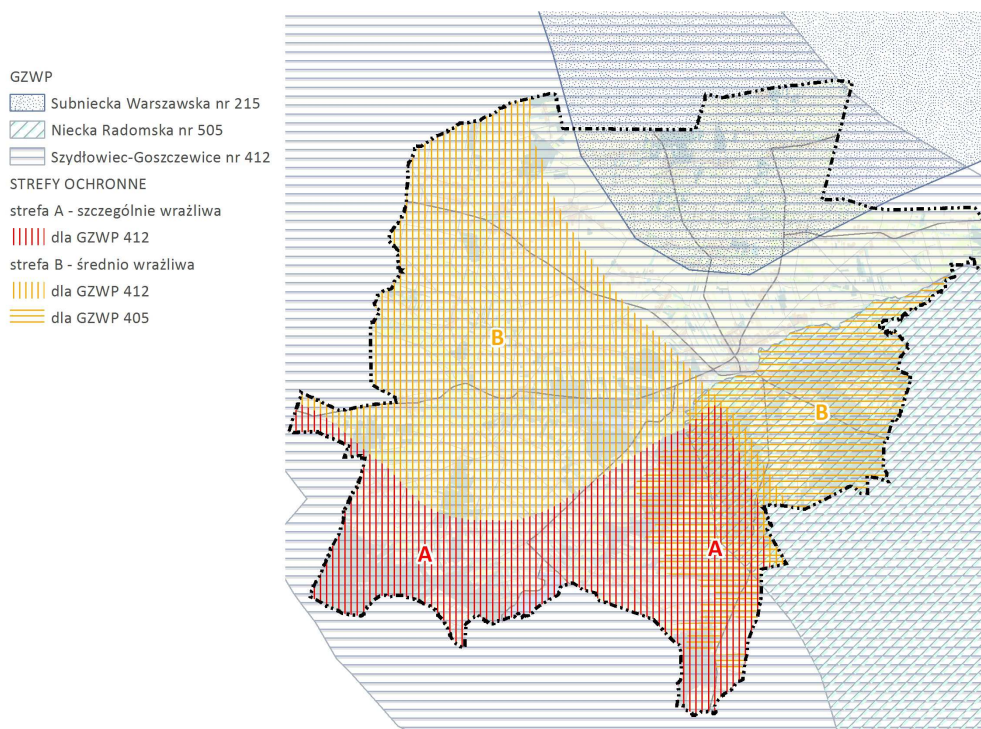 GZWP
Subniecka Warszawska nr 215
Niecka Radomska nr 505
Szydłowiec-Goszczewice nr 412
STREFY OCHRONNE
strefa A - szczególnie wrażliwa
dla GZWP 412
strefa B - średnio wrażliwa
dla GZWP 412
dla GZWP 405
B
B
A
A